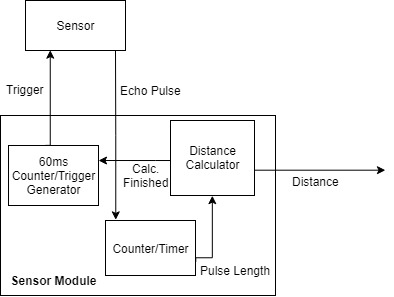 Sensor
Trigger
Echo Pulse
60ms
Counter/Trigger
Generator
Calc.
Finished
Distance
Calculator
Distance
Counter/Timer
Pulse Length
Sensor Module